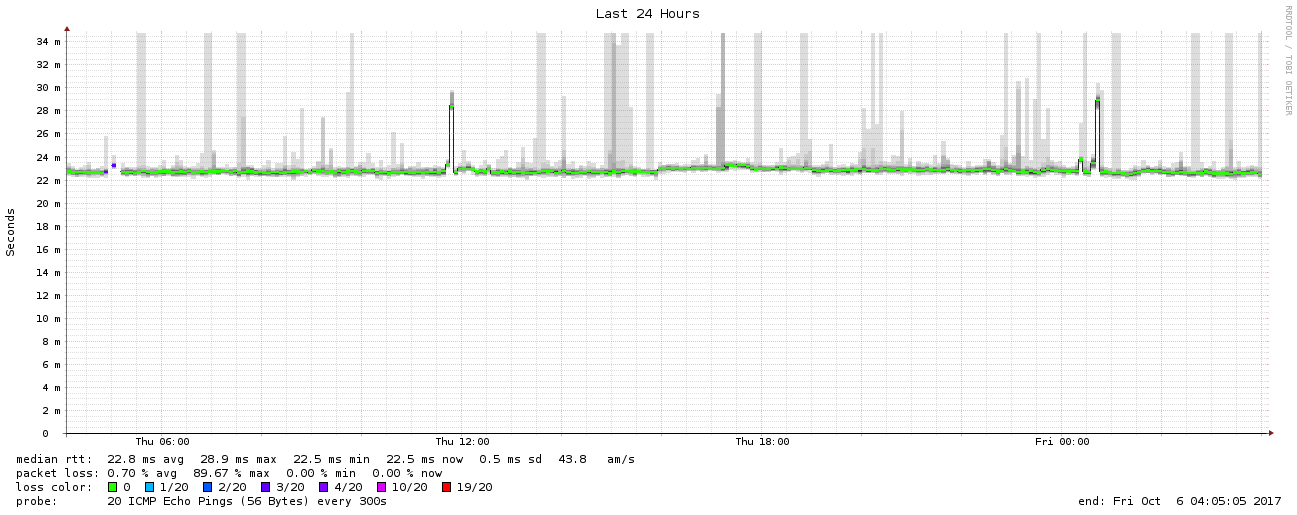 Last 24 Hours
RRDTOOL / TOBI OETIKER
Seconds
34 m
32 m
30 m
28 m
26 m
24 m
22 m
20 m
18 m
16 m
14 m
12 m
10 m
8 m
6 m
4 m
2 m
0
Thu 06:00 Thu 12:00 Thu 18:00 Fri 00:00
median rtt: 22.8 ms avg 28.9 ms max 22.5 ms min 22.5 ms now 0.5 ms sd 43.8 am/s
packet loss: 0.70 % avg 89.67 % max 0.00 % min 0.00 % now
loss color: 0 1/20 2/20 3/20 4/20 10/20 19/20
probe: 20 ICMP Echo Pings (56 Bytes) every 300s end: Fri Oct 6 04:05:05 2017